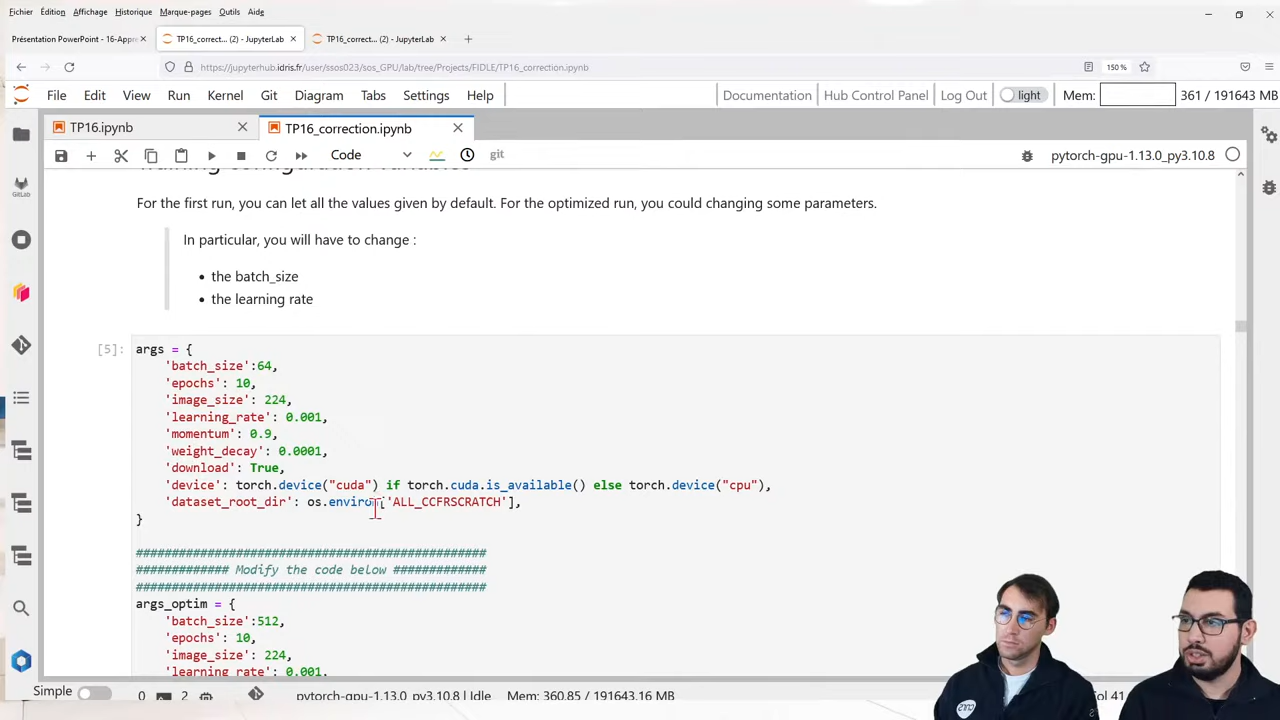 Fichier Édition Affichage Historique Marque-pages Outils Aide
Présentation PowerPoint - 16-Appre
TP16_correct… (2) - JupyterLab
TP16_correct… (2) - JupyterLab
https://jupyterhub.idris.fr/user/ssos023/sos_GPU/lab/tree/Projects/FIDLE/TP16_correction.ipynb
150 %
File Edit View Run Kernel Git Diagram Tabs Settings Help
Documentation Hub Control Panel Log Out light Mem: 361 / 191643 MB
TP16.ipynb
TP16_correction.ipynb
Code
git
pytorch-gpu-1.13.0_py3.10.8
Training configuration variables
For the first run, you can let all the values given by default. For the optimized run, you could changing some parameters.
In particular, you will have to change :
• the batch_size
• the learning rate
[5]:
args = {
'batch_size':64,
'epochs': 10,
'image_size': 224,
'learning_rate': 0.001,
'momentum': 0.9,
'weight_decay': 0.0001,
'download': True,
'device': torch.device("cuda") if torch.cuda.is_available() else torch.device("cpu"),
'dataset_root_dir': os.environ['ALL_CCFRSCRATCH'],
}
#################################################
############# Modify the code below #############
#################################################
args_optim = {
'batch_size':512,
'epochs': 10,
'image_size': 224,
'learning_rate': 0.001,
Simple 0 2 pytorch-gpu-1.13.0_py3.10.8 | Idle Mem: 360.85 / 191643.16 MB
Col 41